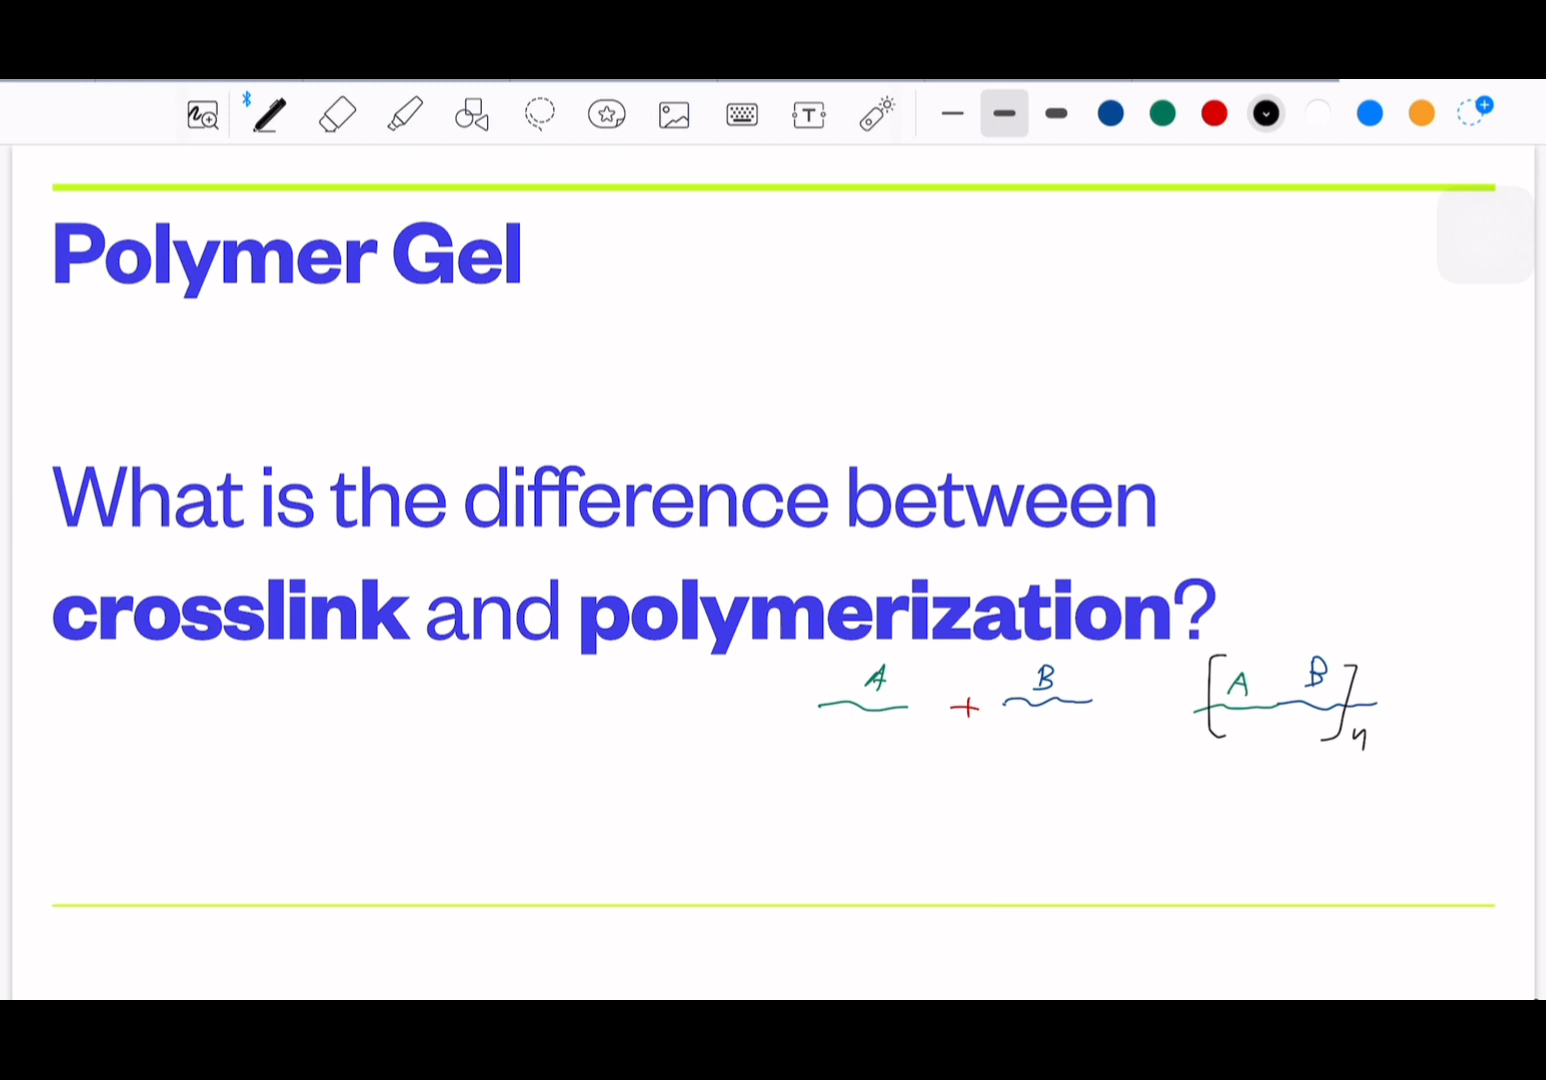 Polymer Gel
What is the difference between
crosslink and polymerization?
A + B [A B]n